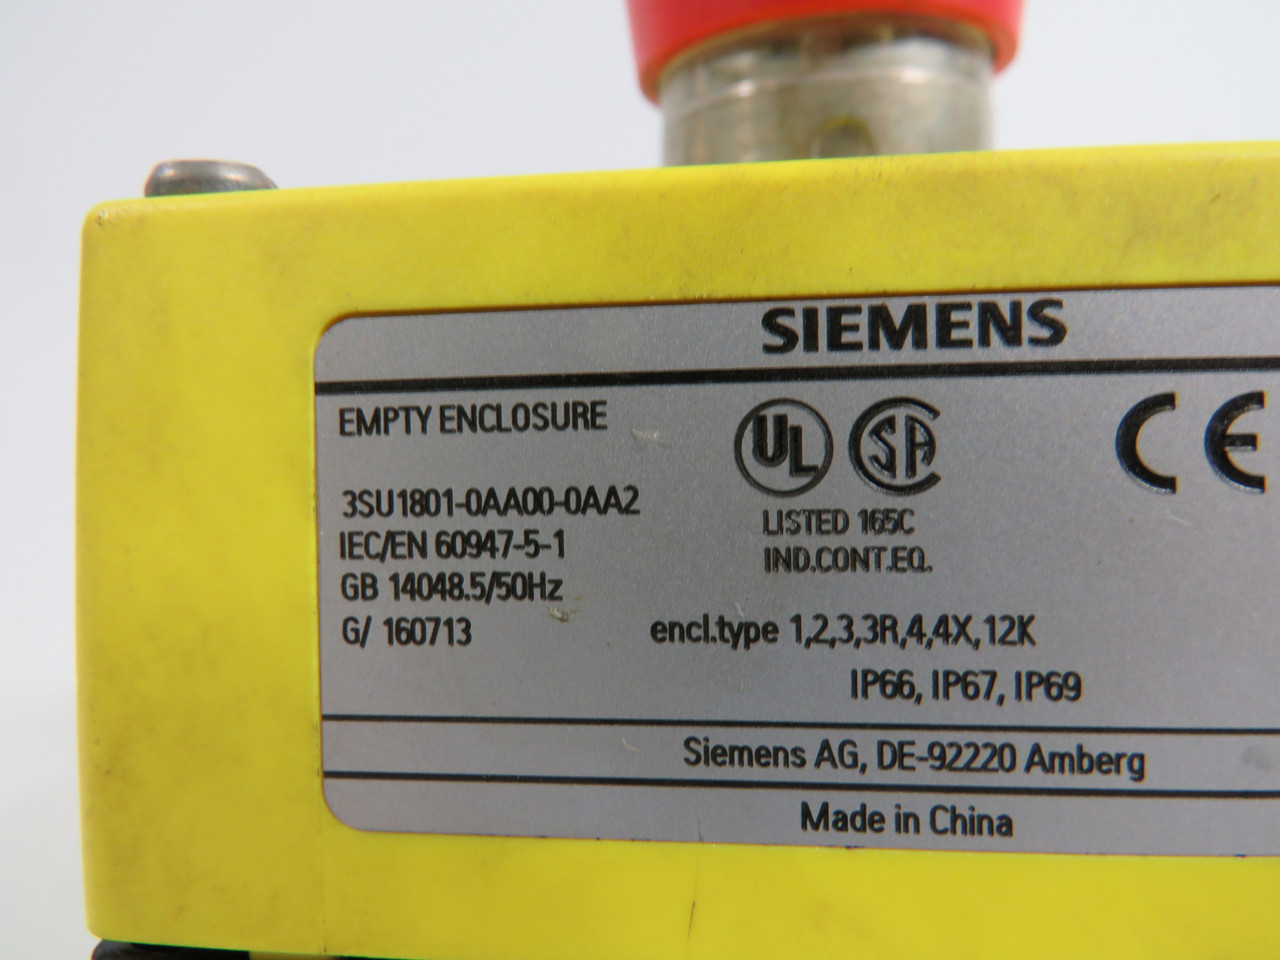 SIEMENS
EMPTY ENCLOSURE
3SU1801-0AA00-0AA2
IEC/EN 60947-5-1
GB 14048.5/50Hz
G/ 160713
UL SA CE
LISTED 165C
IND.CONT.EQ.
encl.type 1,2,3,3R,4,4X,12K
IP66, IP67, IP69
Siemens AG, DE-92220 Amberg
Made in China